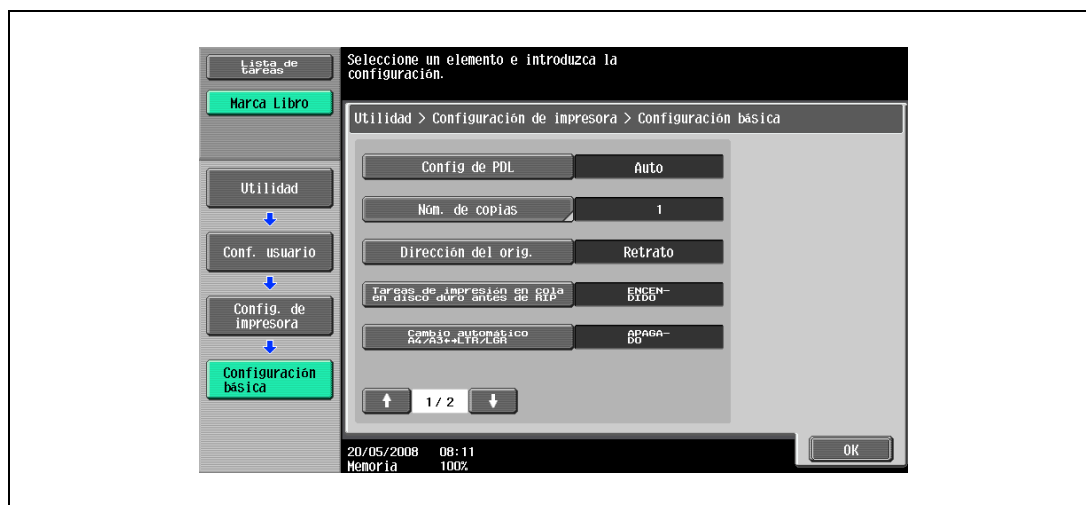 Lista de
tareas
Marca Libro
Seleccione un elemento e introduzca la
configuración.
Utilidad > Configuración de impresora > Configuración básica
Utilidad
Conf. usuario
Config. de
impresora
Configuración
básica
Config de PDL
Auto
Núm. de copias
1
Dirección del orig.
Retrato
Tareas de impresión en cola
en disco duro antes de RIP
ENCEN-
DIDO
Cambio automático
A4/A3↔LTR/LGR
APAGA-
DO
↑ 1/ 2 ↓
20/05/2008 08:11
Memoria 100%
OK